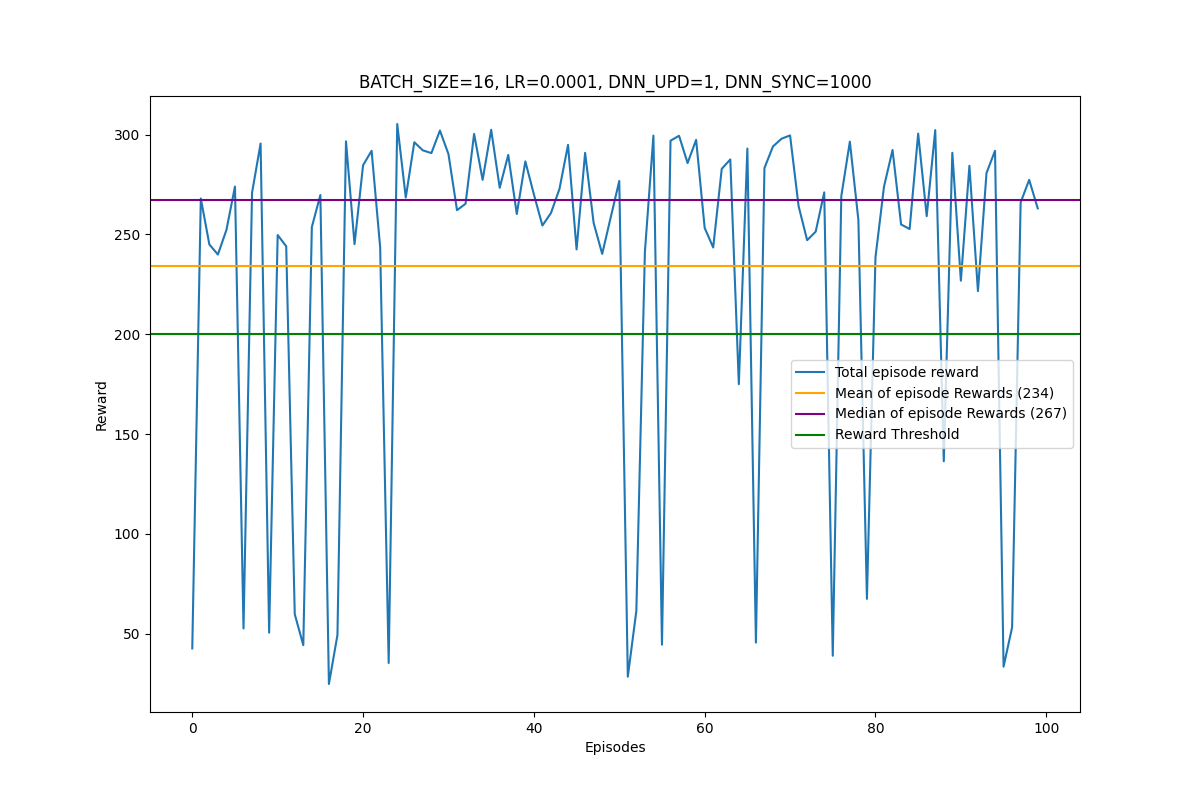 BATCH_SIZE=16, LR=0.0001, DNN_UPD=1, DNN_SYNC=1000
300
250
200
150
100
50
Reward
Total episode reward
Mean of episode Rewards (234)
Median of episode Rewards (267)
Reward Threshold
0 20 40 60 80 100
Episodes